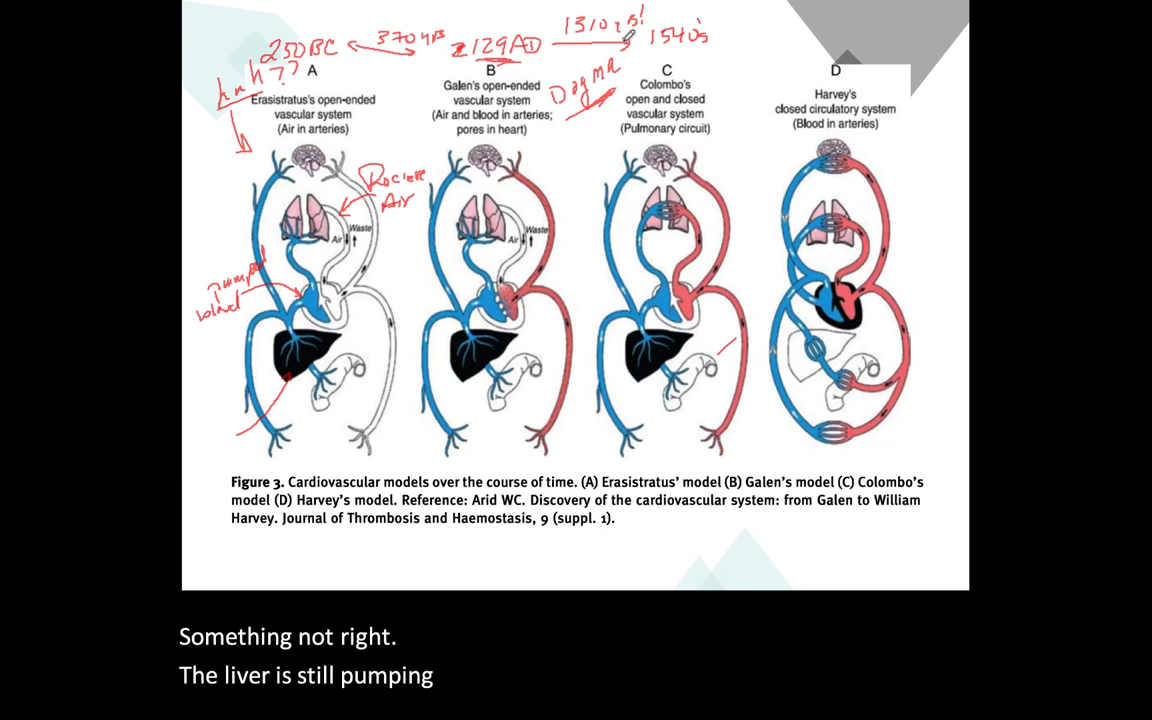 250BC 370 yrs 129AD 1310 yrs! 1540's
huh??
A
Erasistratus's open-ended
vascular system
(Air in arteries)
B
Galen's open-ended
vascular system
(Air and blood in arteries;
pores in heart)
Dogma
C
Colombo's
open and closed
vascular system
(Pulmonary circuit)
D
Harvey's
closed circulatory system
(Blood in arteries)
Air
Waste
Air
Waste
Air
Figure 3. Cardiovascular models over the course of time. (A) Erasistratus' model (B) Galen's model (C) Colombo's
model (D) Harvey's model. Reference: Arid WC. Discovery of the cardiovascular system: from Galen to William
Harvey. Journal of Thrombosis and Haemostasis, 9 (suppl. 1).
Something not right.
The liver is still pumping